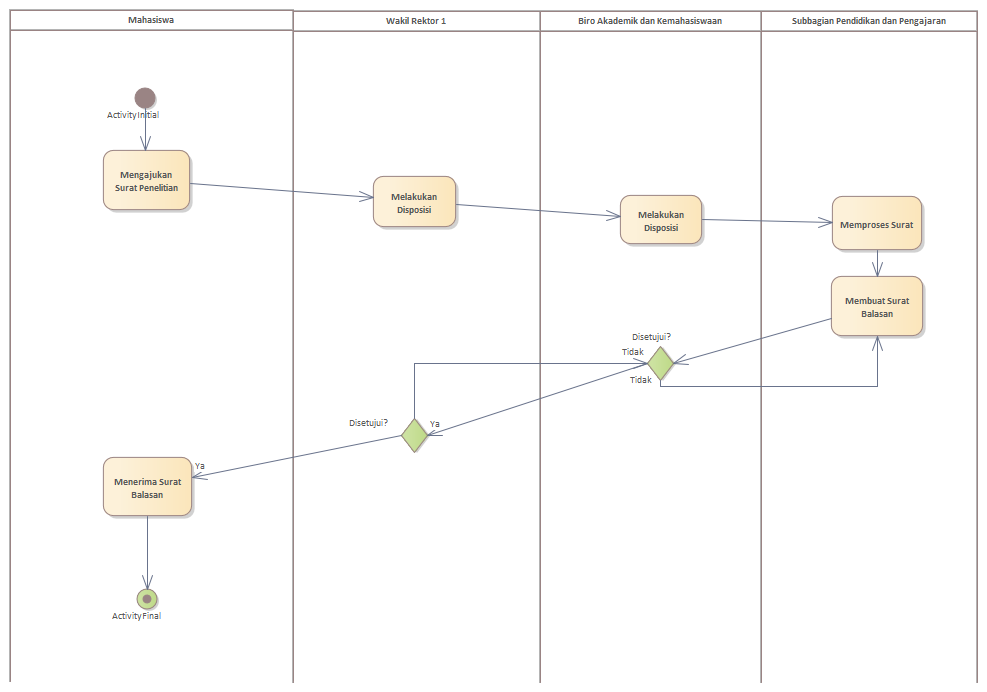 Mahasiswa
Wakil Rektor 1
Biro Akademik dan Kemahasiswaan
Subbagian Pendidikan dan Pengajaran
ActivityInitial
Mengajukan
Surat Penelitian
Melakukan
Disposisi
Melakukan
Disposisi
Memproses Surat
Membuat Surat
Balasan
Disetujui?
Tidak
Tidak
Disetujui?
Ya
Ya
Menerima Surat
Balasan
ActivityFinal